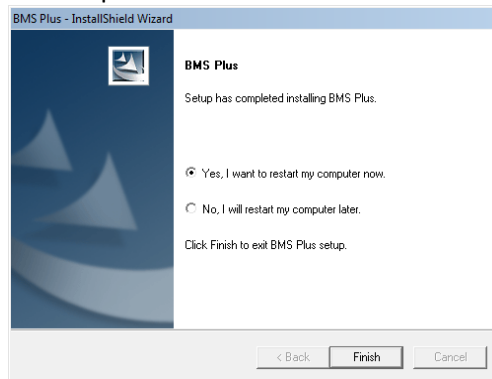 BMS Plus - InstallShield Wizard
BMS Plus
Setup has completed installing BMS Plus.
Yes, I want to restart my computer now.
No, I will restart my computer later.
Click Finish to exit BMS Plus setup.
< Back Finish Cancel